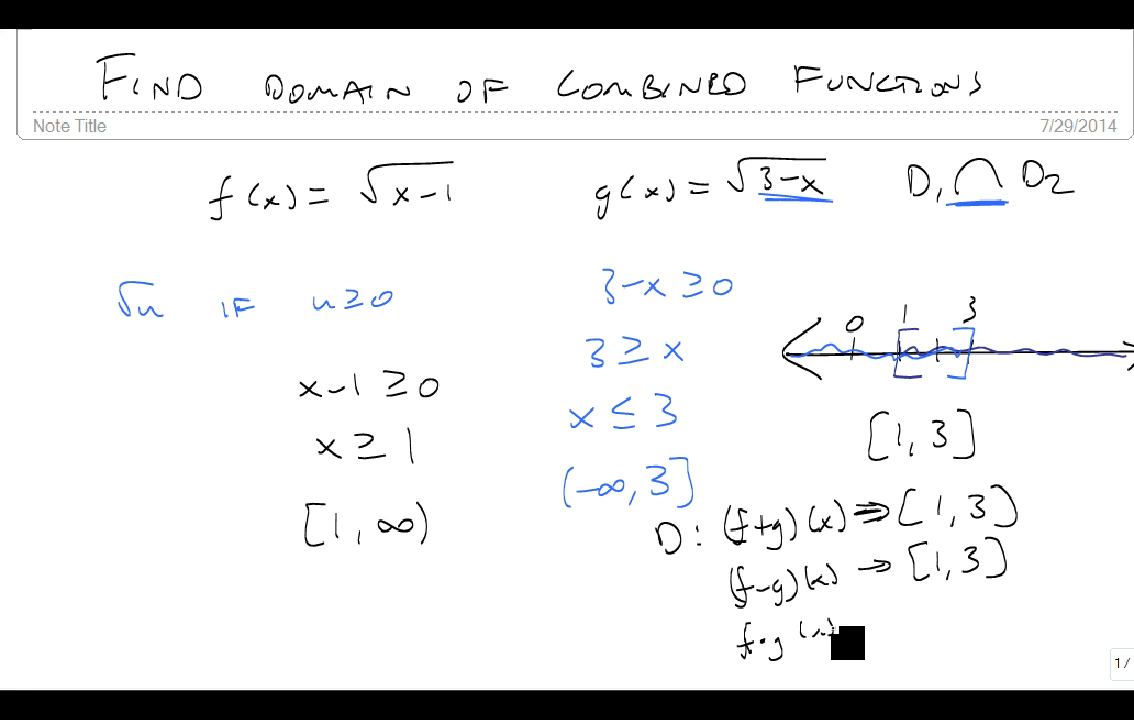 FIND DOMAIN OF COMBINED FUNCTIONS
Note Title
7/29/2014
f(x) = √x-1
g(x) = √3-x
D₁ ∩ D₂
√u IF u ≥ 0
3-x ≥ 0
0 1 3
3 ≥ x
x-1 ≥ 0
x ≤ 3
[1, 3]
x ≥ 1
(-∞, 3]
[1, ∞)
D: (f+g)(x) ⇒ [1, 3]
(f-g)(x) → [1, 3]
f·g (x)
1/